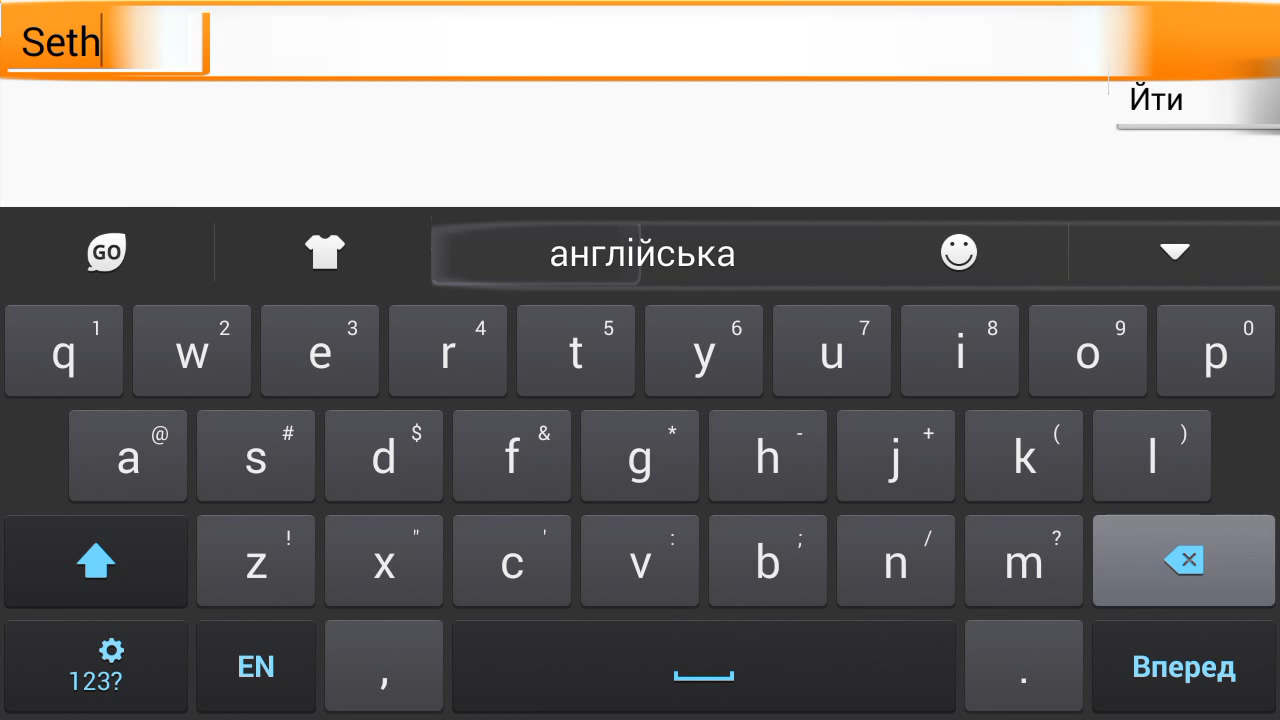 Seth
Йти
GO англійська
q 1 w 2 e 3 r 4 t 5 y 6 u 7 i 8 o 9 p 0
a @ s # d $ f & g * h - j + k ( l )
z ! x " c ' v : b ; n / m ?
123? EN , . Вперед